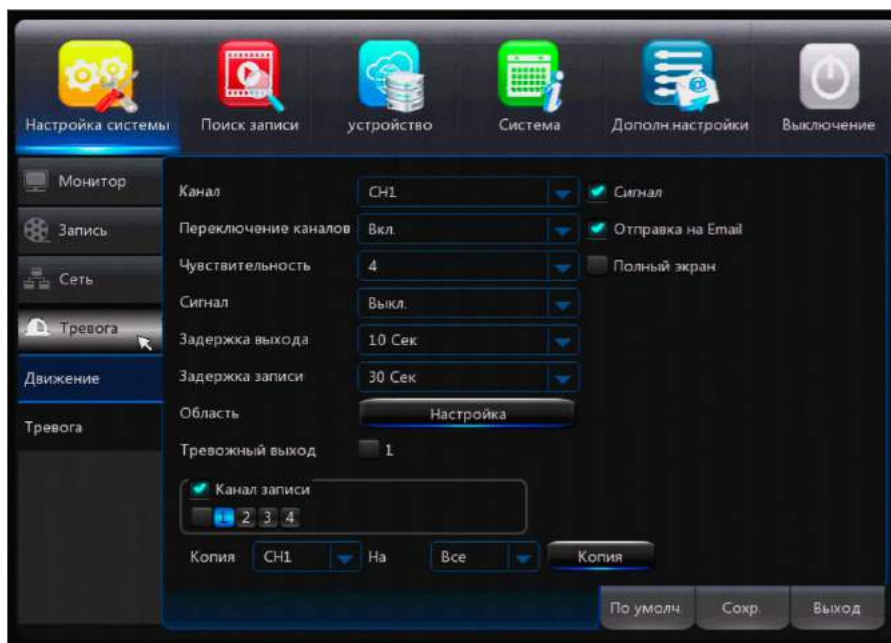 Настройка системы
Поиск записи
устройство
Система
Дополн.настройки
Выключение
Монитор
Запись
Сеть
Тревога
Движение
Тревога
Канал CH1 Сигнал
Переключение каналов Вкл. Отправка на Email
Чувствительность 4 Полный экран
Сигнал Выкл.
Задержка выхода 10 Сек
Задержка записи 30 Сек
Область Настройка
Тревожный выход 1
Канал записи
1 2 3 4
Копия CH1 На Все Копия
По умолч. Сохр. Выход